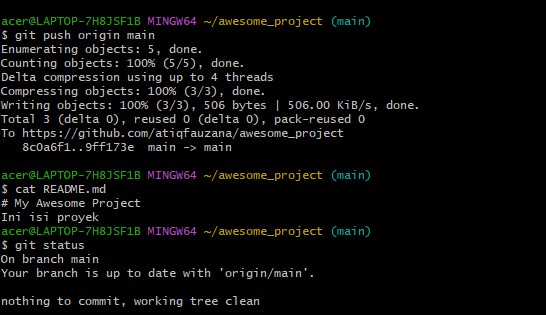 acer@LAPTOP-7H8JSF1B MINGW64 ~/awesome_project (main)
$ git push origin main
Enumerating objects: 5, done.
Counting objects: 100% (5/5), done.
Delta compression using up to 4 threads
Compressing objects: 100% (3/3), done.
Writing objects: 100% (3/3), 506 bytes | 506.00 KiB/s, done.
Total 3 (delta 0), reused 0 (delta 0), pack-reused 0
To https://github.com/atiqfauzana/awesome_project
   8c0a6f1..9ff173e  main -> main

acer@LAPTOP-7H8JSF1B MINGW64 ~/awesome_project (main)
$ cat README.md
# My Awesome Project
Ini isi proyek
acer@LAPTOP-7H8JSF1B MINGW64 ~/awesome_project (main)
$ git status
On branch main
Your branch is up to date with 'origin/main'.

nothing to commit, working tree clean